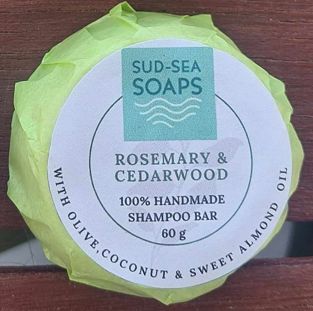 SUD-SEA
SOAPS
ROSEMARY &
CEDARWOOD
100% HANDMADE
SHAMPOO BAR
60 g
WITH OLIVE, COCONUT & SWEET ALMOND OIL